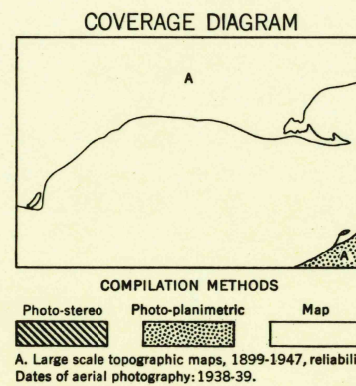 COVERAGE DIAGRAM
A
A
COMPILATION METHODS
Photo-stereo Photo-planimetric Map
A. Large scale topographic maps, 1899-1947, reliabili
Dates of aerial photography: 1938-39.